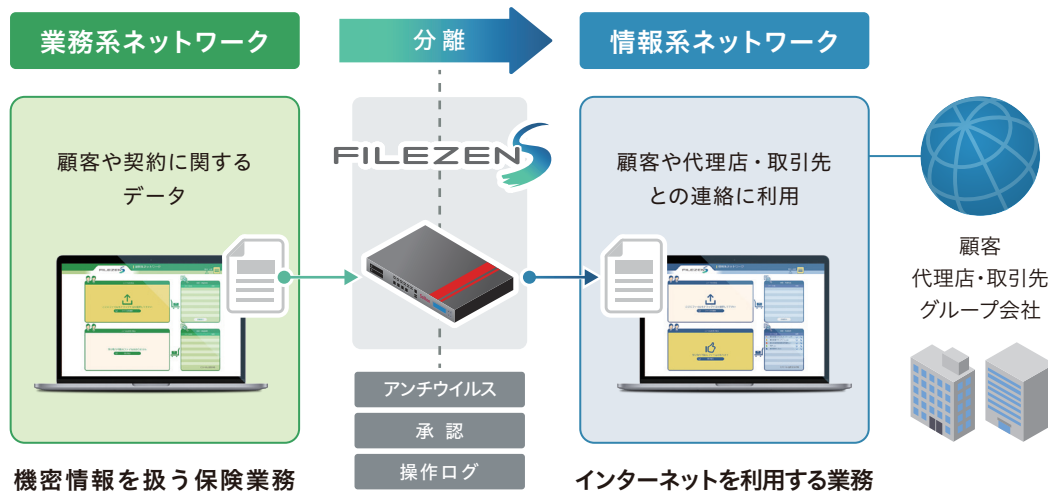 業務系ネットワーク
分離
情報系ネットワーク
顧客や契約に関する
データ
FILEZEN S
顧客や代理店・取引先
との連絡に利用
FILEZEN S
FILEZEN S
顧客
代理店・取引先
グループ会社
アンチウイルス
承認
操作ログ
機密情報を扱う保険業務
インターネットを利用する業務